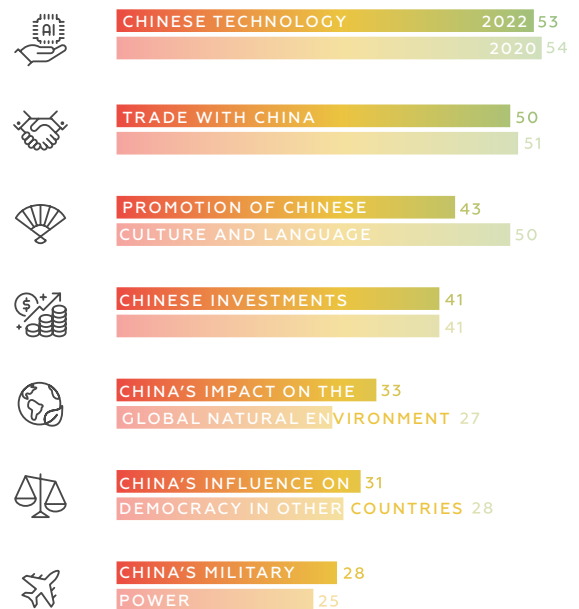 AI
CHINESE TECHNOLOGY 2022 53
2020 54
TRADE WITH CHINA 50
51
PROMOTION OF CHINESE 43
CULTURE AND LANGUAGE 50
$
CHINESE INVESTMENTS 41
41
CHINA'S IMPACT ON THE 33
GLOBAL NATURAL ENVIRONMENT 27
CHINA'S INFLUENCE ON 31
DEMOCRACY IN OTHER COUNTRIES 28
CHINA'S MILITARY 28
POWER 25